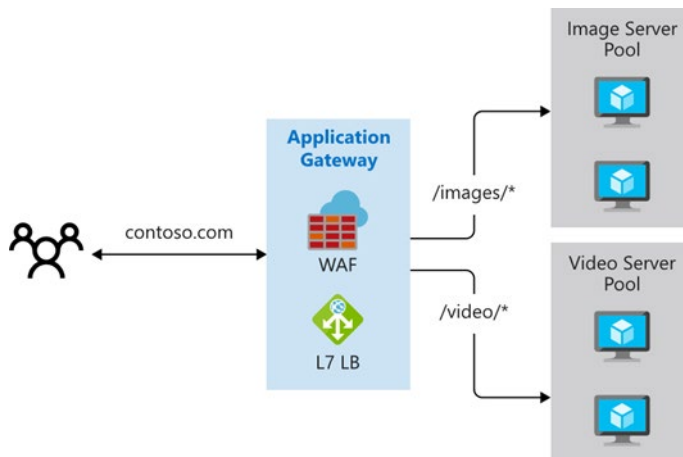 contoso.com
Application
Gateway
WAF
L7 LB
/images/*
/video/*
Image Server
Pool
Video Server
Pool